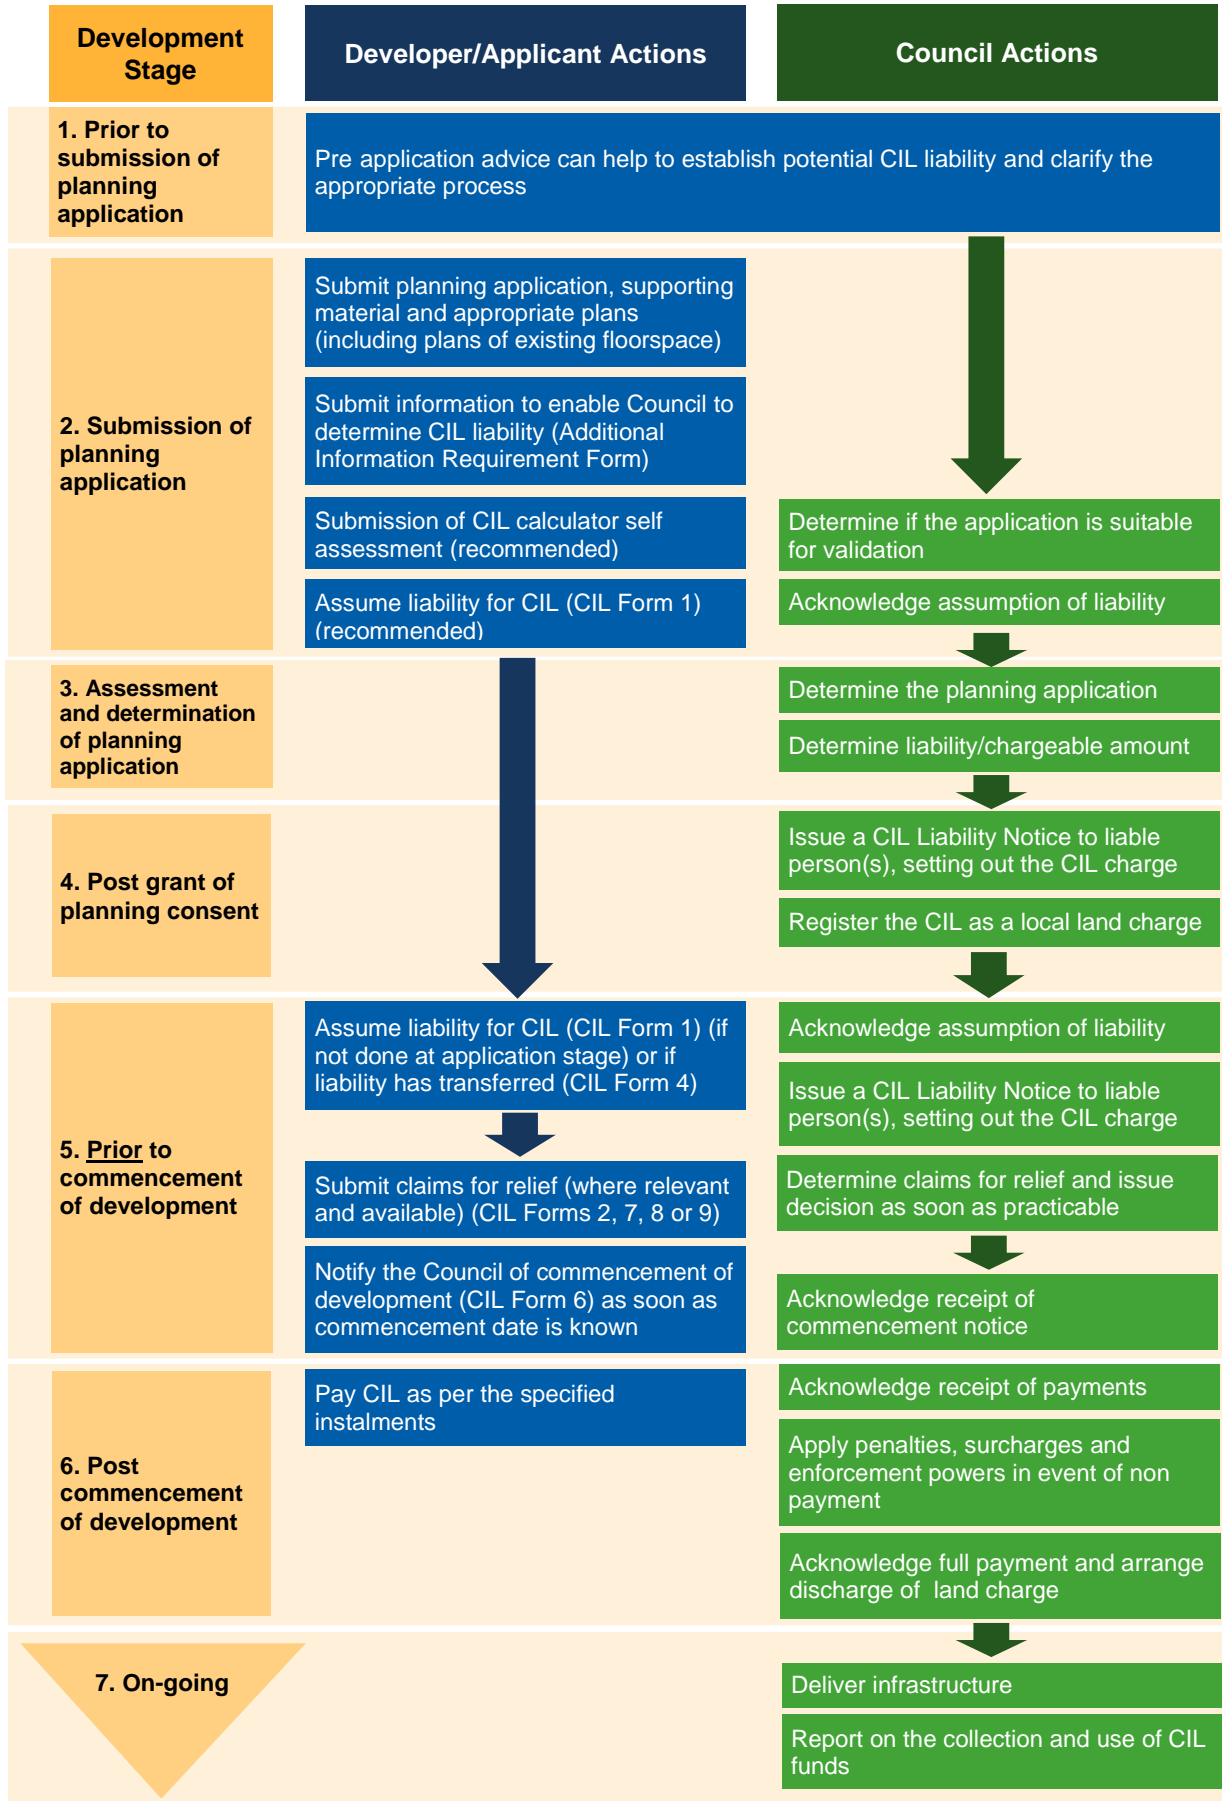 Development
Stage
Developer/Applicant Actions
Council Actions
1. Prior to
submission of
planning
application
Pre application advice can help to establish potential CIL liability and clarify the
appropriate process
2. Submission of
planning
application
Submit planning application, supporting
material and appropriate plans
(including plans of existing floorspace)
Submit information to enable Council to
determine CIL liability (Additional
Information Requirement Form)
Submission of CIL calculator self
assessment (recommended)
Assume liability for CIL (CIL Form 1)
(recommended)
Determine if the application is suitable
for validation
Acknowledge assumption of liability
3. Assessment
and determination
of planning
application
Determine the planning application
Determine liability/chargeable amount
4. Post grant of
planning consent
Issue a CIL Liability Notice to liable
person(s), setting out the CIL charge
Register the CIL as a local land charge
5. Prior to
commencement
of development
Assume liability for CIL (CIL Form 1) (if
not done at application stage) or if
liability has transferred (CIL Form 4)
Submit claims for relief (where relevant
and available) (CIL Forms 2, 7, 8 or 9)
Notify the Council of commencement of
development (CIL Form 6) as soon as
commencement date is known
Acknowledge assumption of liability
Issue a CIL Liability Notice to liable
person(s), setting out the CIL charge
Determine claims for relief and issue
decision as soon as practicable
Acknowledge receipt of
commencement notice
6. Post
commencement
of development
Pay CIL as per the specified
instalments
Acknowledge receipt of payments
Apply penalties, surcharges and
enforcement powers in event of non
payment
Acknowledge full payment and arrange
discharge of  land charge
7. On-going
Deliver infrastructure
Report on the collection and use of CIL
funds